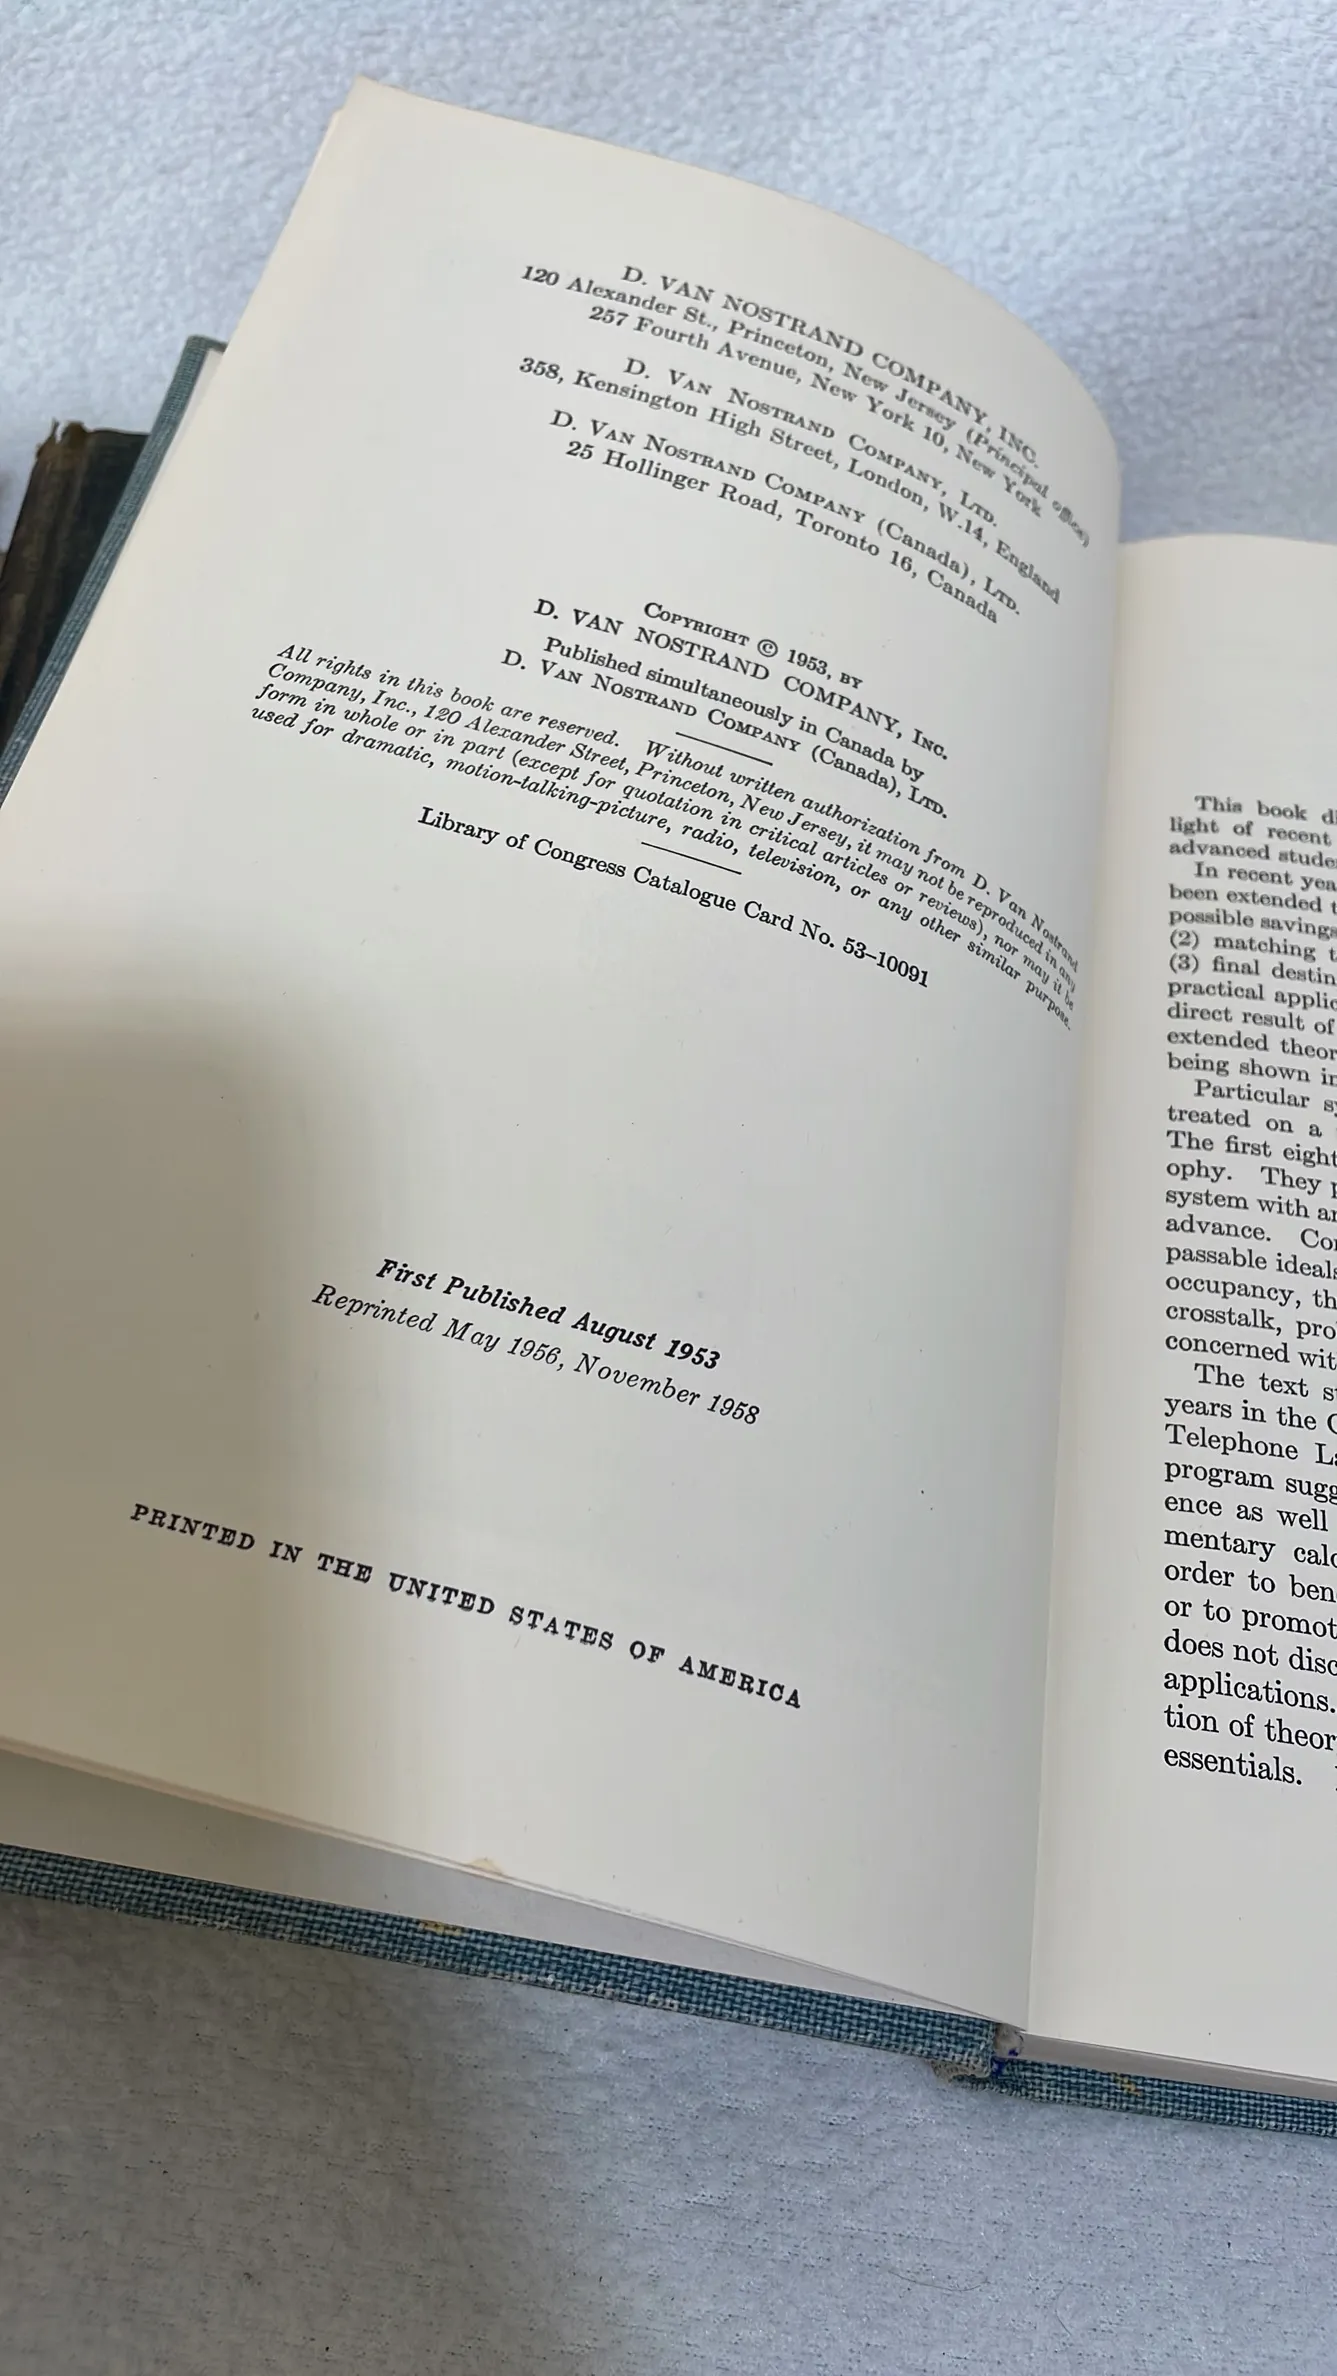 D. VAN NOSTRAND COMPANY, INC.
120 Alexander St., Princeton, New Jersey (Principal office)
257 Fourth Avenue, New York 10, New York
D. VAN NOSTRAND COMPANY, LTD.
358, Kensington High Street, London, W.14, England
D. VAN NOSTRAND COMPANY (Canada), LTD.
25 Hollinger Road, Toronto 16, Canada
COPYRIGHT © 1953, BY
D. VAN NOSTRAND COMPANY, INC.
Published simultaneously in Canada by
D. VAN NOSTRAND COMPANY (Canada), LTD.
All rights in this book are reserved. Without written authorization from D. Van Nostrand
Company, Inc., 120 Alexander Street, Princeton, New Jersey, it may not be reproduced in any
form in whole or in part (except for quotation in critical articles or reviews), nor may it be
used for dramatic, motion-talking-picture, radio, television, or any other similar purpose.
Library of Congress Catalogue Card No. 53-10091
First Published August 1953
Reprinted May 1956, November 1958
PRINTED IN THE UNITED STATES OF AMERICA
This book
light of recent
advanced
In recent
been extended
possible savings
(2) matching
(3) final
practical
direct result of
extended
being shown
Particular
treated on a
The first eight
ophy. They
system with
advance.
passable ideals
occupancy,
crosstalk,
concerned
The text
years in the
Telephone
program
ence as well
mentary
order to
or to
does not
applications.
tion of
essentials.